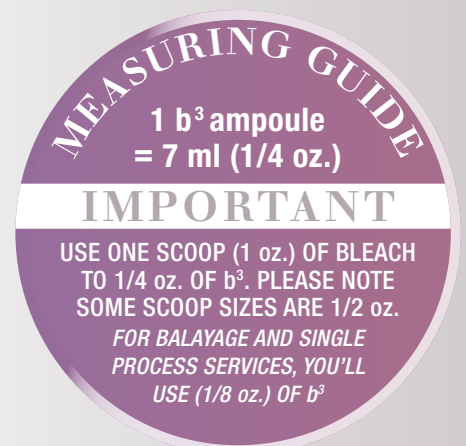 MEASURING GUIDE
1 b³ ampoule
= 7 ml (1/4 oz.)
IMPORTANT
USE ONE SCOOP (1 oz.) OF BLEACH
TO 1/4 oz. OF b³. PLEASE NOTE
SOME SCOOP SIZES ARE 1/2 oz.
FOR BALAYAGE AND SINGLE
PROCESS SERVICES, YOU'LL
USE (1/8 oz.) OF b³